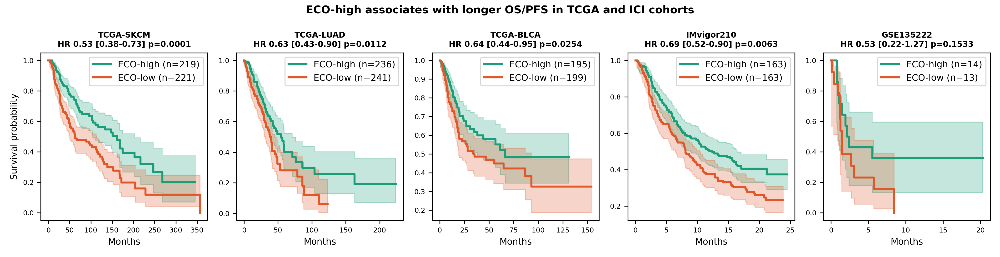 ECO-high associates with longer OS/PFS in TCGA and ICI cohorts
TCGA-SKCM
HR 0.53 [0.38-0.73] p=0.0001
ECO-high (n=219)
ECO-low (n=221)
1.0
0.8
0.6
0.4
0.2
0.0
Survival probability
0 50 100 150 200 250 300 350
Months
TCGA-LUAD
HR 0.63 [0.43-0.90] p=0.0112
ECO-high (n=236)
ECO-low (n=241)
1.0
0.8
0.6
0.4
0.2
0.0
0 50 100 150 200
Months
TCGA-BLCA
HR 0.64 [0.44-0.95] p=0.0254
ECO-high (n=195)
ECO-low (n=199)
1.0
0.9
0.8
0.7
0.6
0.5
0.4
0.3
0.2
0 25 50 75 100 125 150
Months
IMvigor210
HR 0.69 [0.52-0.90] p=0.0063
ECO-high (n=163)
ECO-low (n=163)
1.0
0.8
0.6
0.4
0.2
0 5 10 15 20 25
Months
GSE135222
HR 0.53 [0.22-1.27] p=0.1533
ECO-high (n=14)
ECO-low (n=13)
1.0
0.8
0.6
0.4
0.2
0.0
0 5 10 15 20
Months